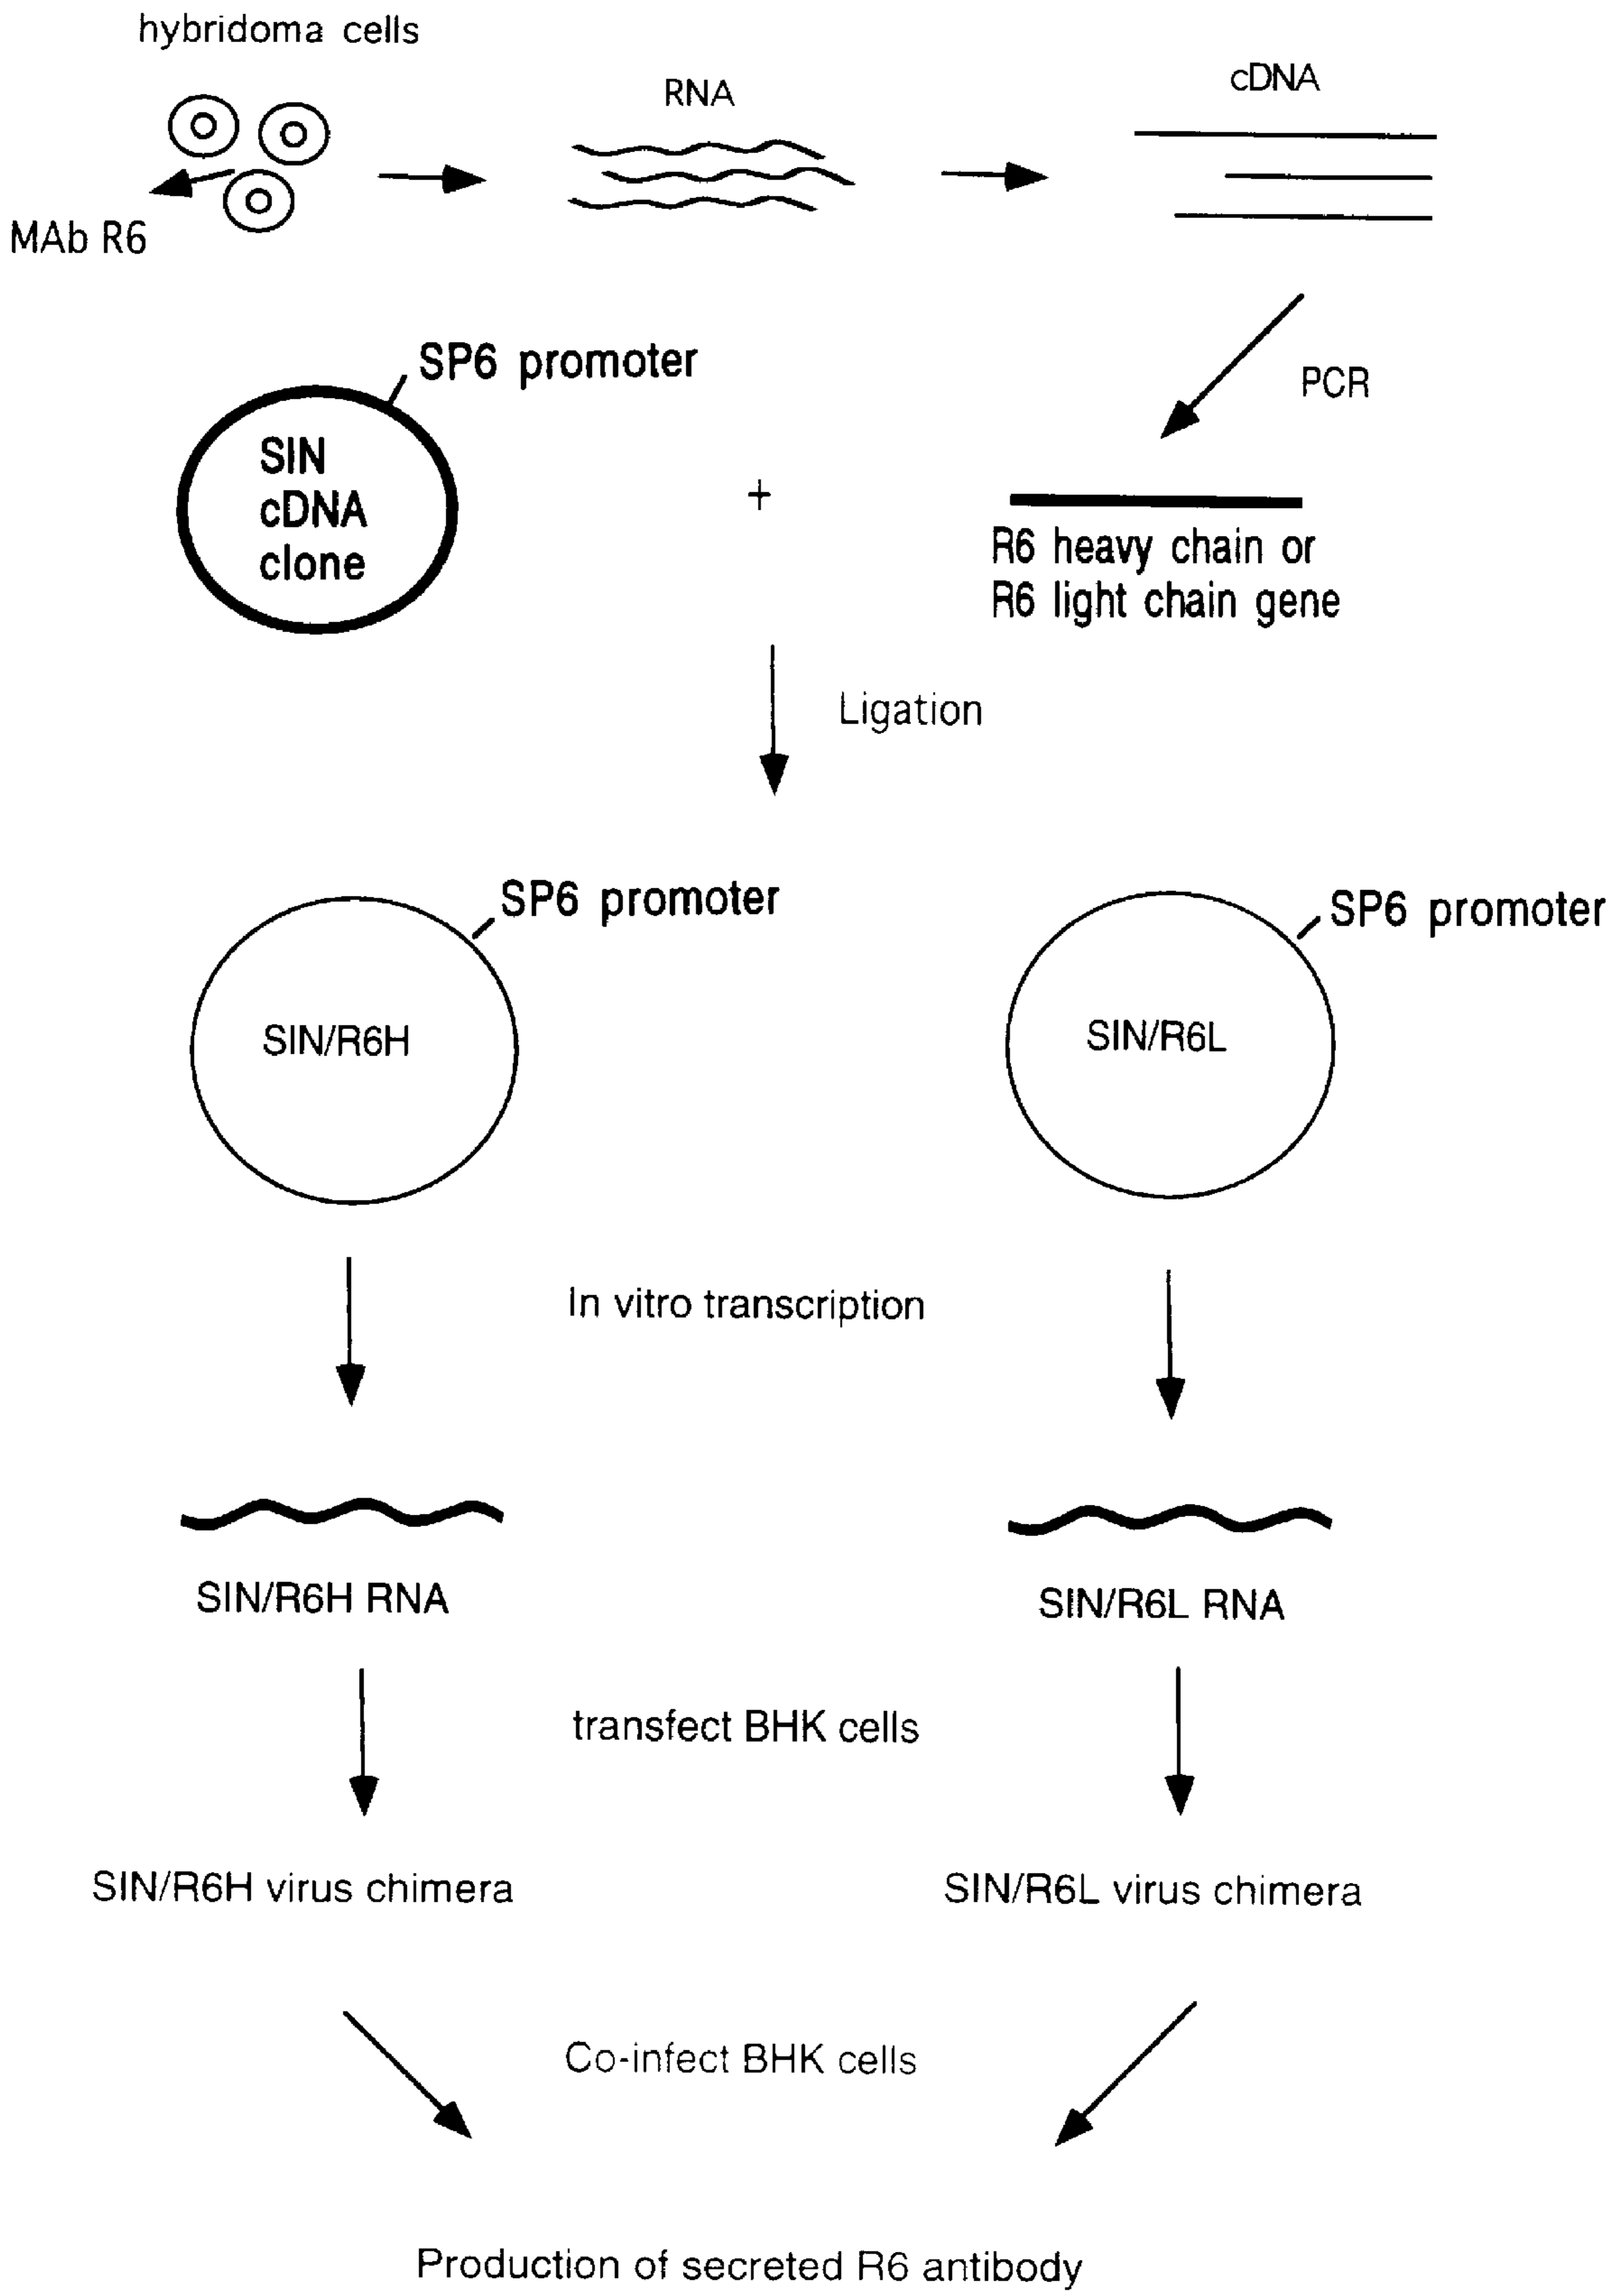 hybridoma cells
RNA
cDNA
MAb R6
SP6 promoter
PCR
SIN
cDNA
clone
+
R6 heavy chain or
R6 light chain gene
Ligation
SP6 promoter
SP6 promoter
SIN/R6H
SIN/R6L
In vitro transcription
SIN/R6H RNA
SIN/R6L RNA
transfect BHK cells
SIN/R6H virus chimera
SIN/R6L virus chimera
Co-infect BHK cells
Production of secreted R6 antibody